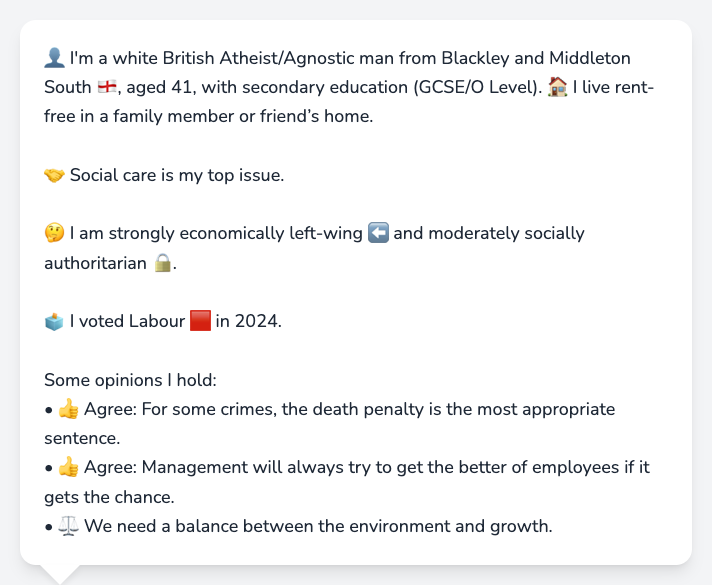 👤 I'm a white British Atheist/Agnostic man from Blackley and Middleton
South 🏴󠁧󠁢󠁥󠁮󠁧󠁿, aged 41, with secondary education (GCSE/O Level). 🏠 I live rent-
free in a family member or friend’s home.
🤝 Social care is my top issue.
🤔 I am strongly economically left-wing ⬅️ and moderately socially
authoritarian 🔒.
🗳️ I voted Labour 🟥 in 2024.
Some opinions I hold:
• 👍 Agree: For some crimes, the death penalty is the most appropriate
sentence.
• 👍 Agree: Management will always try to get the better of employees if it
gets the chance.
• ⚖️ We need a balance between the environment and growth.